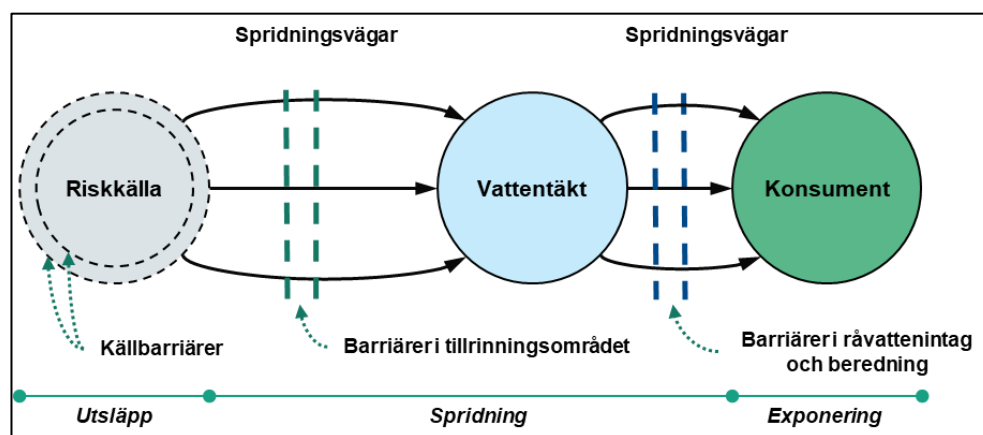 Spridningsvägar
Spridningsvägar
Riskkälla
Vattentäkt
Konsument
Källbarriärer
Barriärer i tillrinningsområdet
Barriärer i råvattenintag
och beredning
Utsläpp
Spridning
Exponering